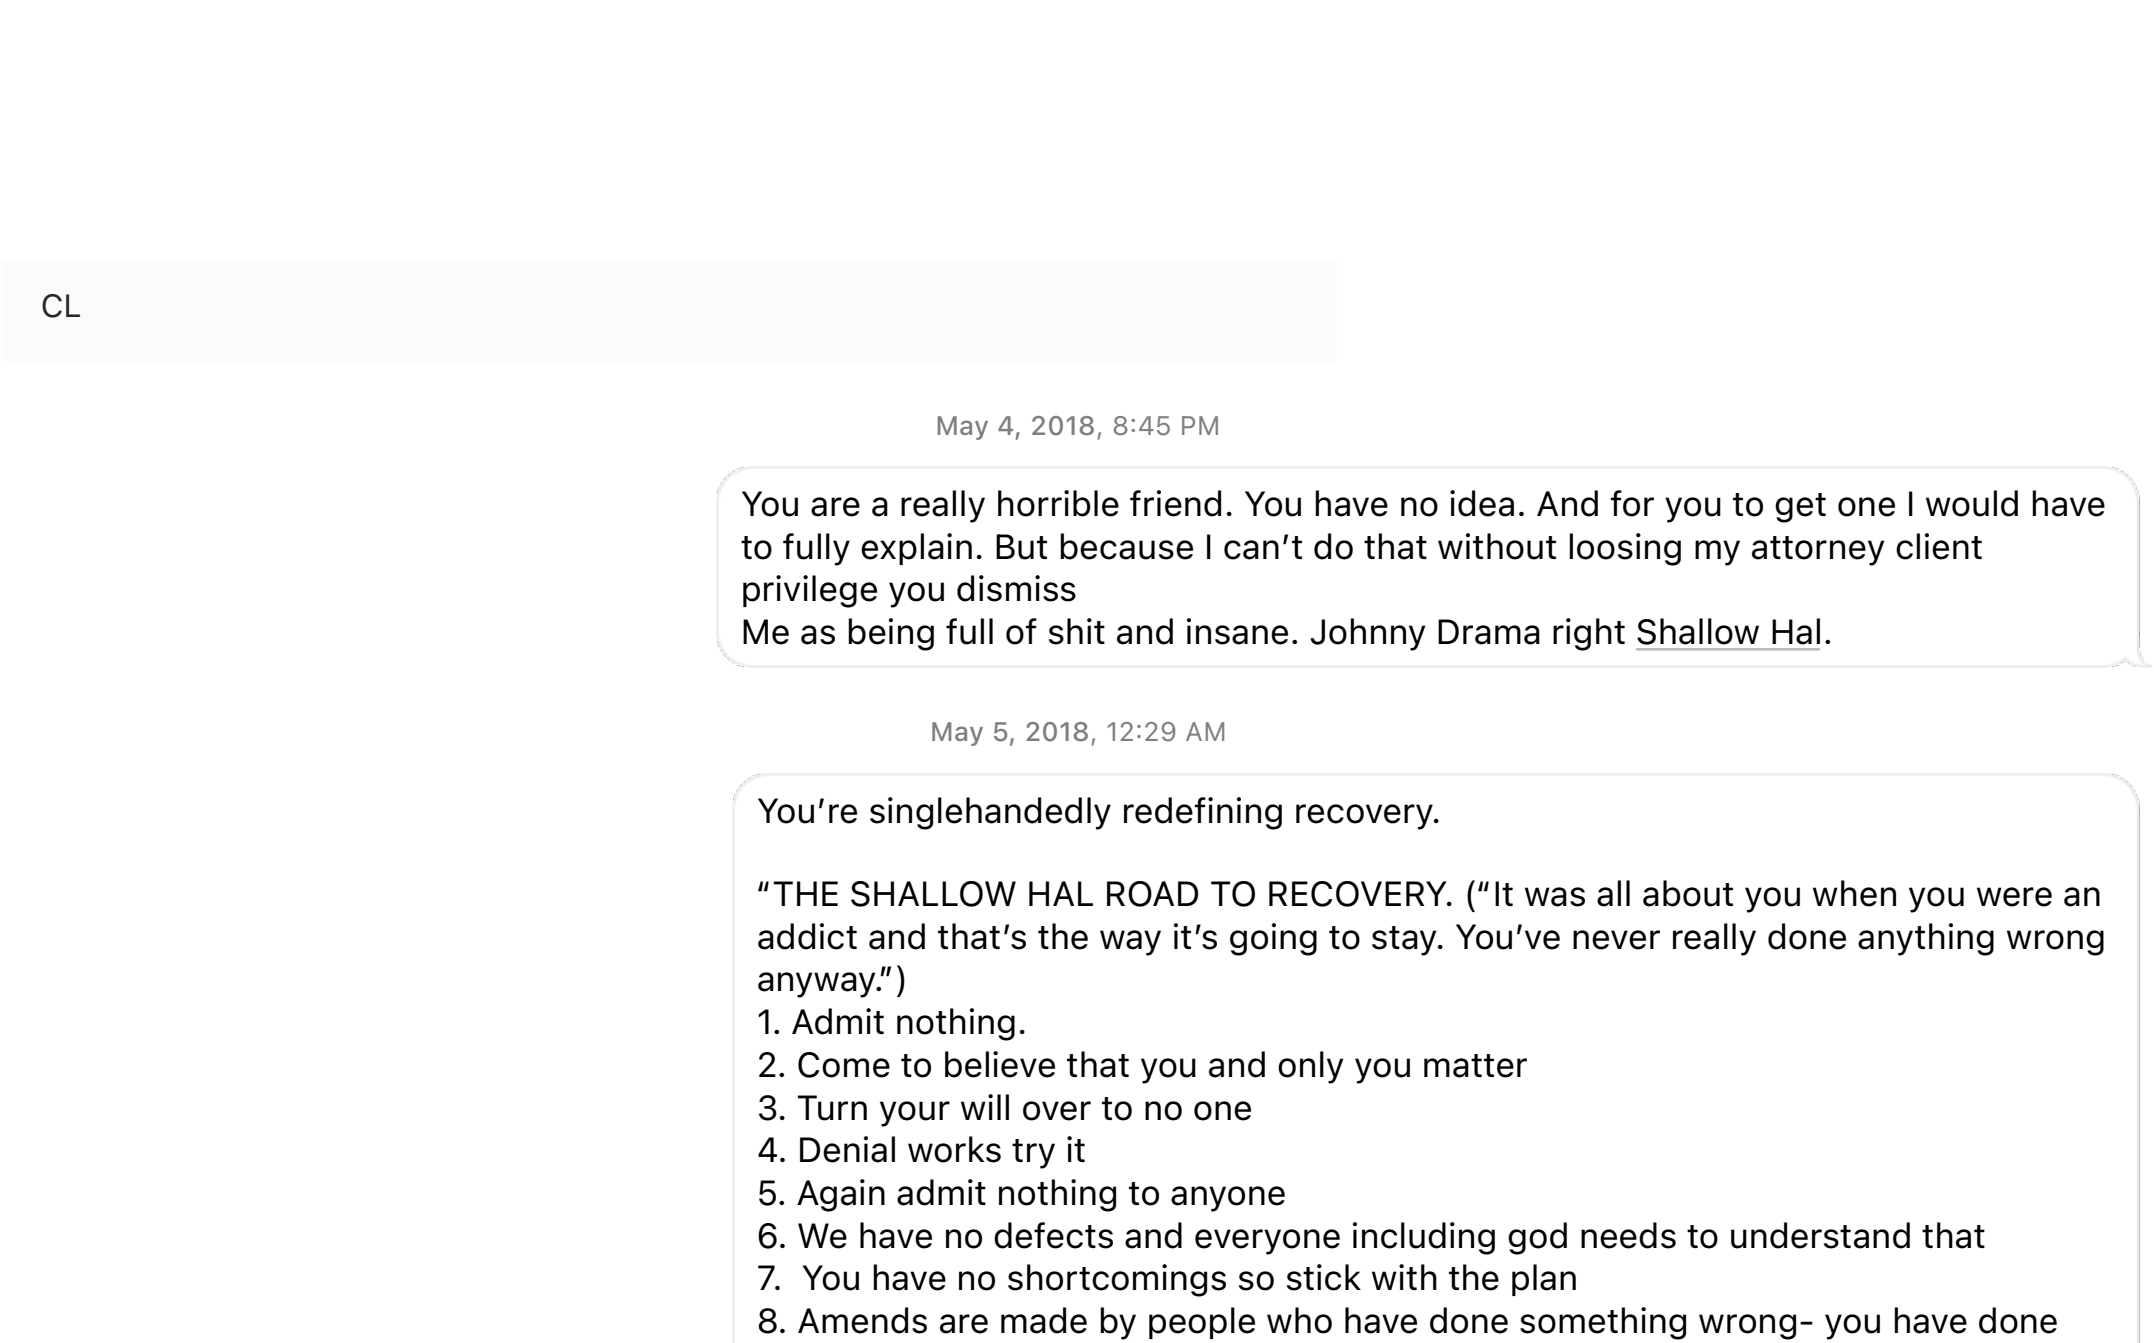 CL
May 4, 2018, 8:45 PM
You are a really horrible friend. You have no idea. And for you to get one I would have
to fully explain. But because I can’t do that without loosing my attorney client
privilege you dismiss
Me as being full of shit and insane. Johnny Drama right Shallow Hal.
May 5, 2018, 12:29 AM
You’re singlehandedly redefining recovery.
“THE SHALLOW HAL ROAD TO RECOVERY. (“It was all about you when you were an
addict and that’s the way it’s going to stay. You’ve never really done anything wrong
anyway.”)
1. Admit nothing.
2. Come to believe that you and only you matter
3. Turn your will over to no one
4. Denial works try it
5. Again admit nothing to anyone
6. We have no defects and everyone including god needs to understand that
7.  You have no shortcomings so stick with the plan
8. Amends are made by people who have done something wrong- you have done